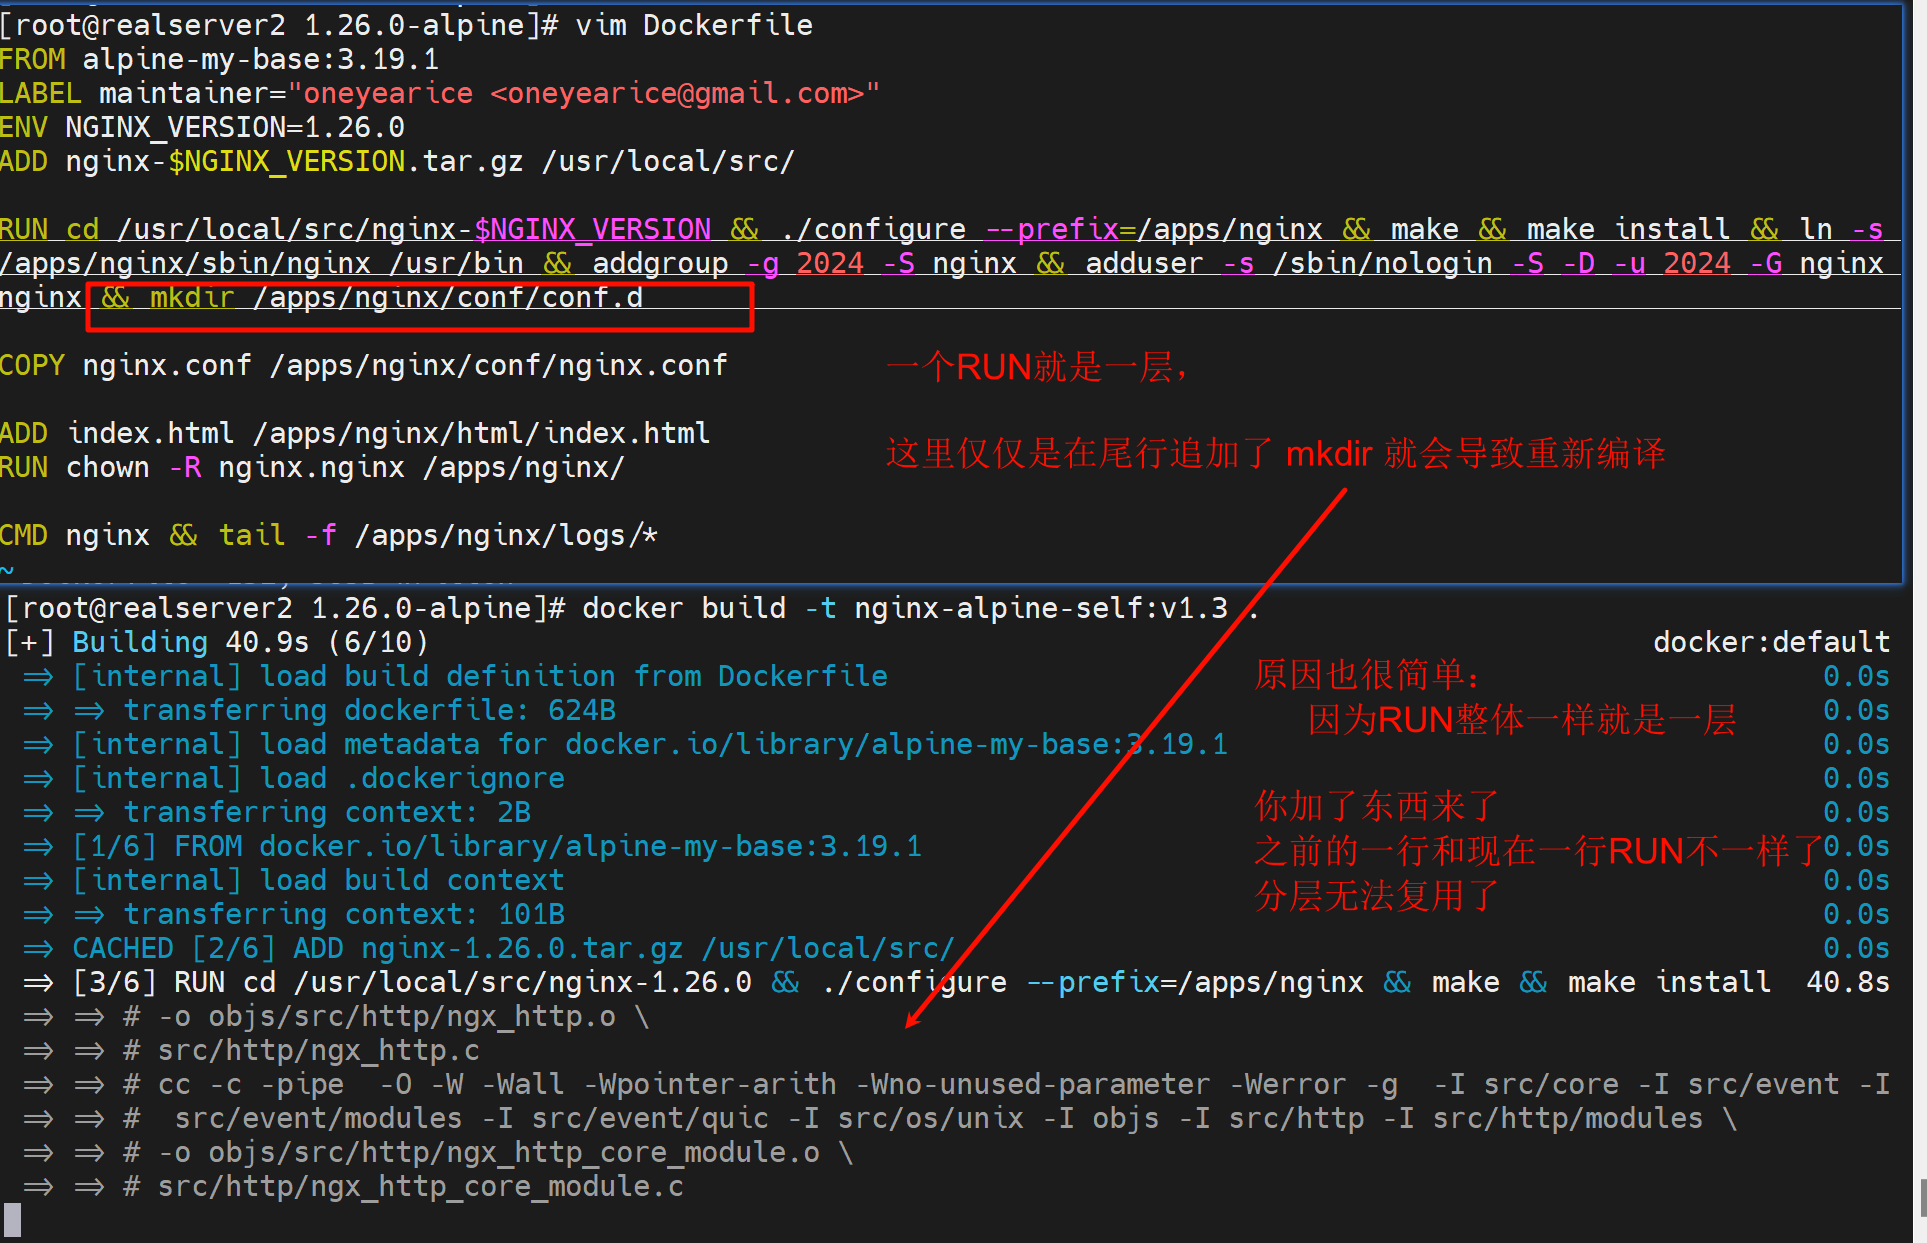 [root@realserver2 1.26.0-alpine]# vim Dockerfile
FROM alpine-my-base:3.19.1
LABEL maintainer="oneyearice <oneyearice@gmail.com>"
ENV NGINX_VERSION=1.26.0
ADD nginx-$NGINX_VERSION.tar.gz /usr/local/src/
RUN cd /usr/local/src/nginx-$NGINX_VERSION && ./configure --prefix=/apps/nginx && make && make install && ln -s
/apps/nginx/sbin/nginx /usr/bin && addgroup -g 2024 -S nginx && adduser -s /sbin/nologin -S -D -u 2024 -G nginx
nginx && mkdir /apps/nginx/conf/conf.d
COPY nginx.conf /apps/nginx/conf/nginx.conf
一个RUN就是一层，
ADD index.html /apps/nginx/html/index.html
这里仅仅是在尾行追加了 mkdir 就会导致重新编译
RUN chown -R nginx.nginx /apps/nginx/
CMD nginx && tail -f /apps/nginx/logs/*
~
[root@realserver2 1.26.0-alpine]# docker build -t nginx-alpine-self:v1.3 .
[+] Building 40.9s (6/10) docker:default
=> [internal] load build definition from Dockerfile 0.0s
=> => transferring dockerfile: 624B 0.0s
=> [internal] load metadata for docker.io/library/alpine-my-base:3.19.1 0.0s
=> [internal] load .dockerignore 0.0s
=> => transferring context: 2B 0.0s
=> [1/6] FROM docker.io/library/alpine-my-base:3.19.1 0.0s
=> [internal] load build context 0.0s
=> => transferring context: 101B 0.0s
=> CACHED [2/6] ADD nginx-1.26.0.tar.gz /usr/local/src/ 0.0s
原因也很简单：
因为RUN整体一样就是一层
你加了东西来了
之前的一行和现在一行RUN不一样了
分层无法复用了
=> [3/6] RUN cd /usr/local/src/nginx-1.26.0 && ./configure --prefix=/apps/nginx && make && make install 40.8s
=> => # -o objs/src/http/ngx_http.o \
=> => # src/http/ngx_http.c
=> => # cc -c -pipe  -O -W -Wall -Wpointer-arith -Wno-unused-parameter -Werror -g  -I src/core -I src/event -I
=> => #  src/event/modules -I src/event/quic -I src/os/unix -I objs -I src/http -I src/http/modules \
=> => # -o objs/src/http/ngx_http_core_module.o \
=> => # src/http/ngx_http_core_module.c